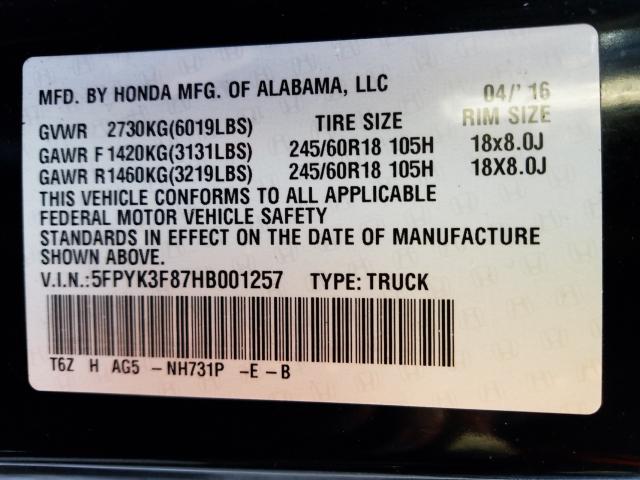 MFD. BY HONDA MFG. OF ALABAMA, LLC 04/' 16
GVWR 2730KG(6019LBS) TIRE SIZE RIM SIZE
GAWR F 1420KG(3131LBS) 245/60R18 105H 18x8.0J
GAWR R 1460KG(3219LBS) 245/60R18 105H 18X8.0J
THIS VEHICLE CONFORMS TO ALL APPLICABLE
FEDERAL MOTOR VEHICLE SAFETY
STANDARDS IN EFFECT ON THE DATE OF MANUFACTURE
SHOWN ABOVE.
V.I.N.:5FPYK3F87HB001257 TYPE: TRUCK
T6Z H AG5 -NH731P -E-B